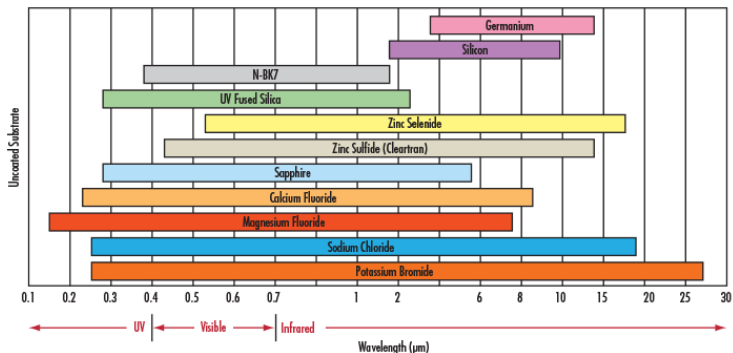 Germanium
Silicon
N-BK7
UV Fused Silica
Zinc Selenide
Zinc Sulfide (Cleartran)
Sapphire
Calcium Fluoride
Magnesium Fluoride
Sodium Chloride
Potassium Bromide
Uncoated Substrate
0.1 0.2 0.3 0.4 0.5 0.6 0.7 1 2 6 8 10 15 20 25 30
UV Visible Infrared
Wavelength (μm)